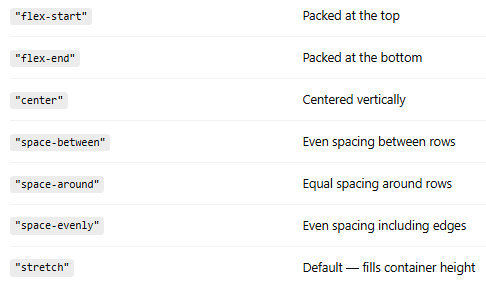 "flex-start" Packed at the top
"flex-end" Packed at the bottom
"center" Centered vertically
"space-between" Even spacing between rows
"space-around" Equal spacing around rows
"space-evenly" Even spacing including edges
"stretch" Default — fills container height